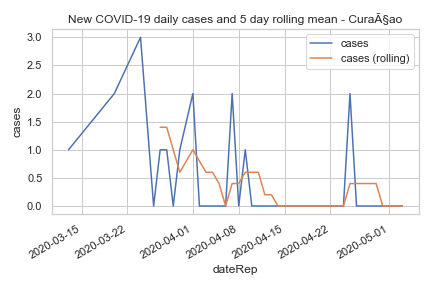 New COVID-19 daily cases and 5 day rolling mean - CuraÃ§ao
cases
cases (rolling)
3.0
2.5
2.0
1.5
1.0
0.5
0.0
cases
2020-03-15
2020-03-22
2020-04-01
2020-04-08
2020-04-15
2020-04-22
2020-05-01
dateRep